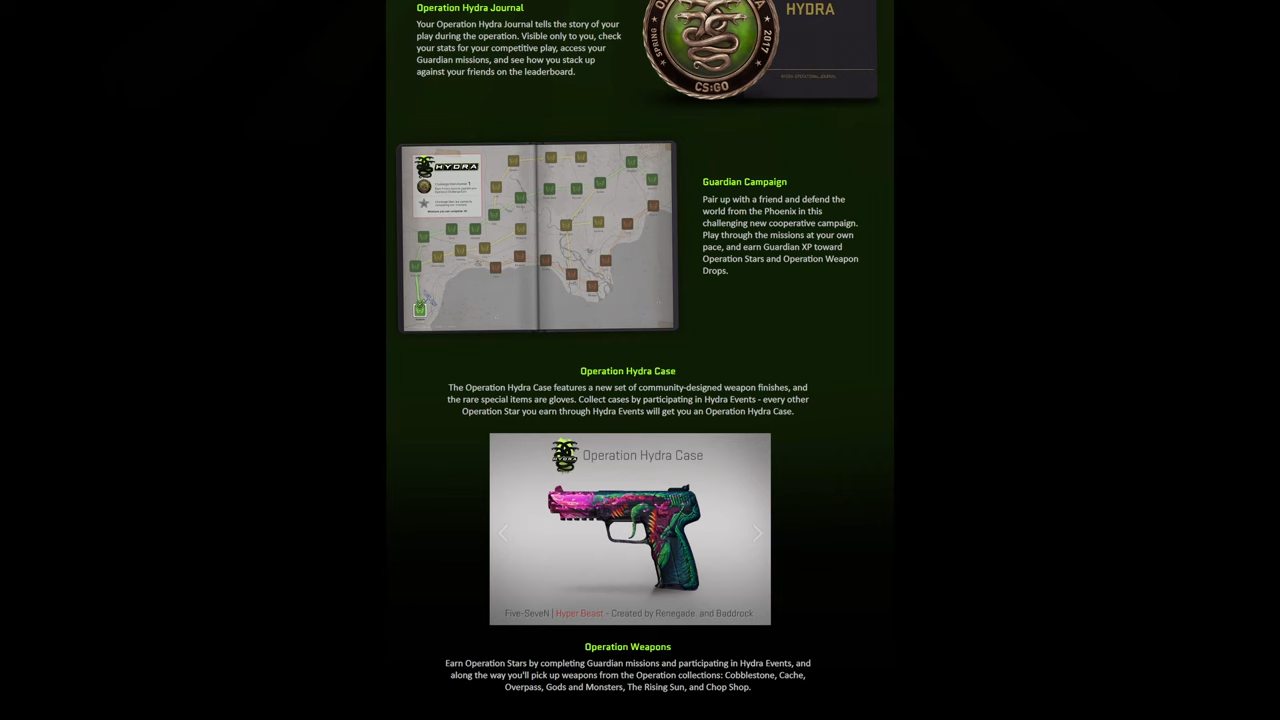 Operation Hydra Journal
Your Operation Hydra Journal tells the story of your
play during the operation. Visible only to you, check
your stats for your competitive play, access your
Guardian missions, and see how you stack up
against your friends on the leaderboard.
HYDRA
SPRING
2017
CS:GO
HYDRA
Guardian Campaign
Pair up with a friend and defend the
world from the Phoenix in this
challenging new cooperative campaign.
Play through the missions at your own
pace, and earn Guardian XP toward
Operation Stars and Operation Weapon
Drops.
Operation Hydra Case
The Operation Hydra Case features a new set of community-designed weapon finishes, and
the rare special items are gloves. Collect cases by participating in Hydra Events - every other
Operation Star you earn through Hydra Events will get you an Operation Hydra Case.
HYDRA
Operation Hydra Case
Five-SeveN | Hyper Beast - Created by Renegade. and Baddrock
Operation Weapons
Earn Operation Stars by completing Guardian missions and participating in Hydra Events, and
along the way you'll pick up weapons from the Operation collections: Cobblestone, Cache,
Overpass, Gods and Monsters, The Rising Sun, and Chop Shop.